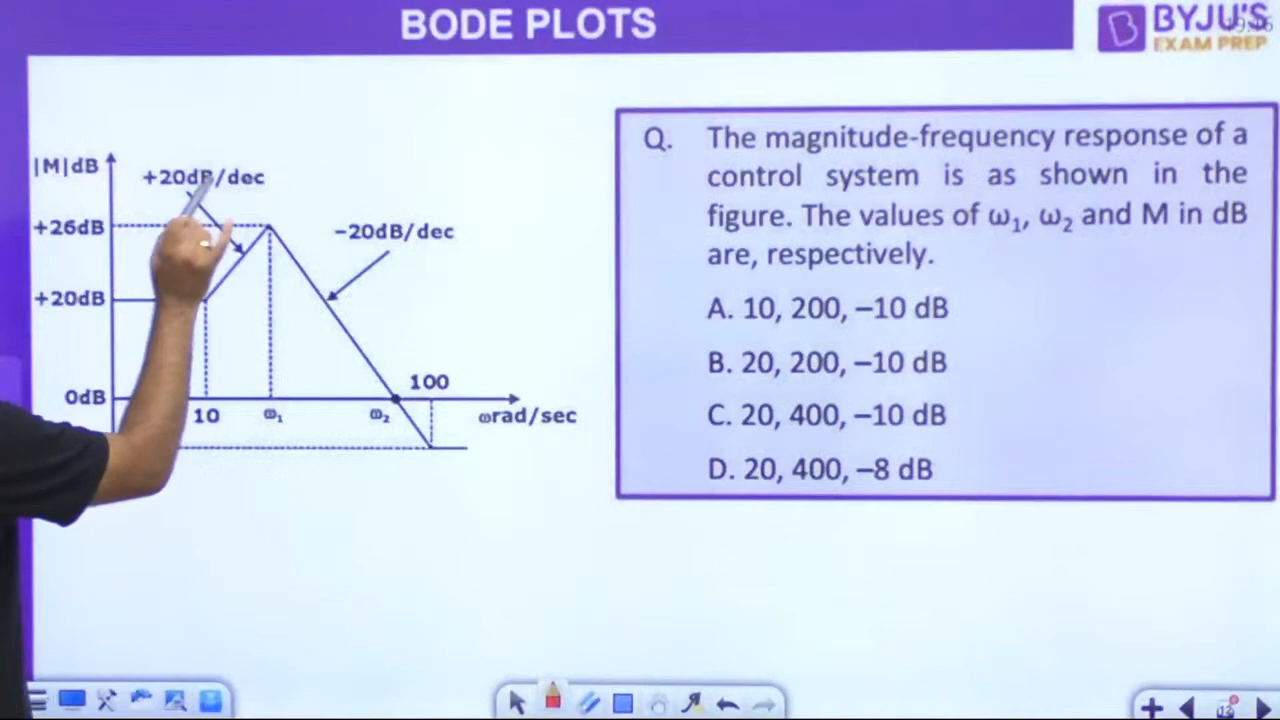 BODE PLOTS
BYJU'S
EXAM PREP
|M|dB
+20dB/dec
+26dB
-20dB/dec
+20dB
100
0dB
10
ω₁
ω₂
ωrad/sec
Q. The magnitude-frequency response of a
control system is as shown in the
figure. The values of ω₁, ω₂ and M in dB
are, respectively.
A. 10, 200, –10 dB
B. 20, 200, –10 dB
C. 20, 400, –10 dB
D. 20, 400, –8 dB